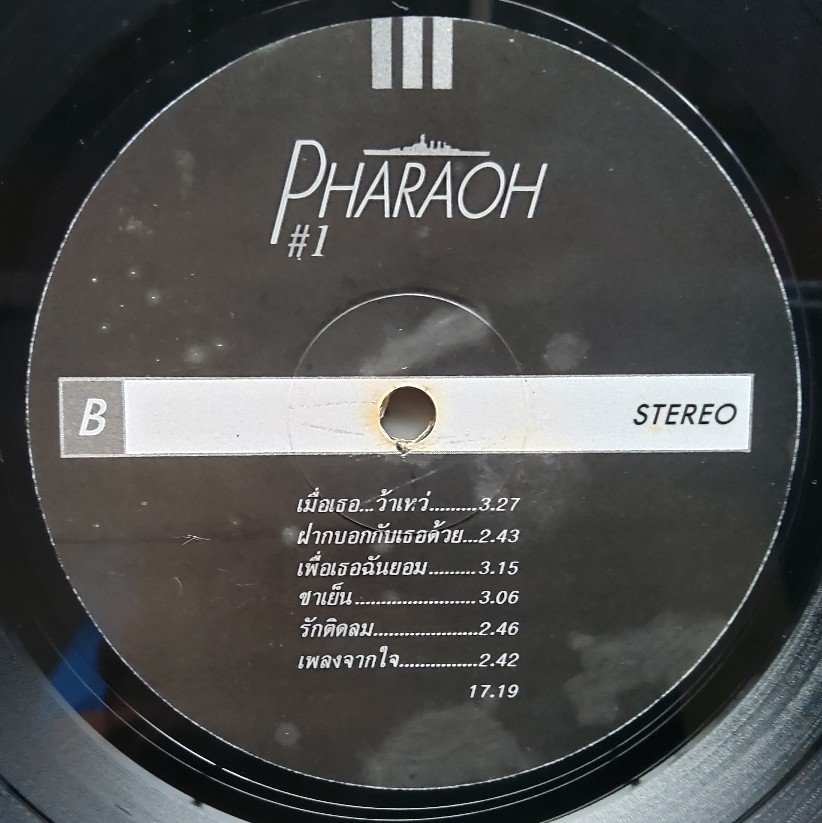 PHARAOH
#1
B
STEREO
เมื่อเธอ...ว้าเหว่.........3.27
ฝากบอกกับเธอด้วย...2.43
เพื่อเธอฉันยอม.........3.15
ชาเย็น.......................3.06
รักติดลม....................2.46
เพลงจากใจ...............2.42
17.19